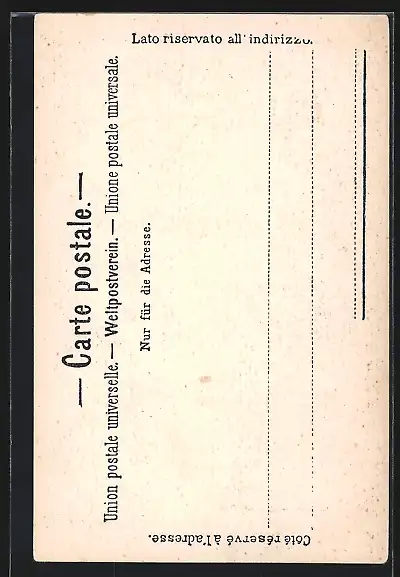 — Carte postale. —
Union postale universelle. — Weltpostverein. — Unione postale universale.
Nur für die Adresse.
Côté réservé à l'adresse.
Lato riservato all' indirizzo.